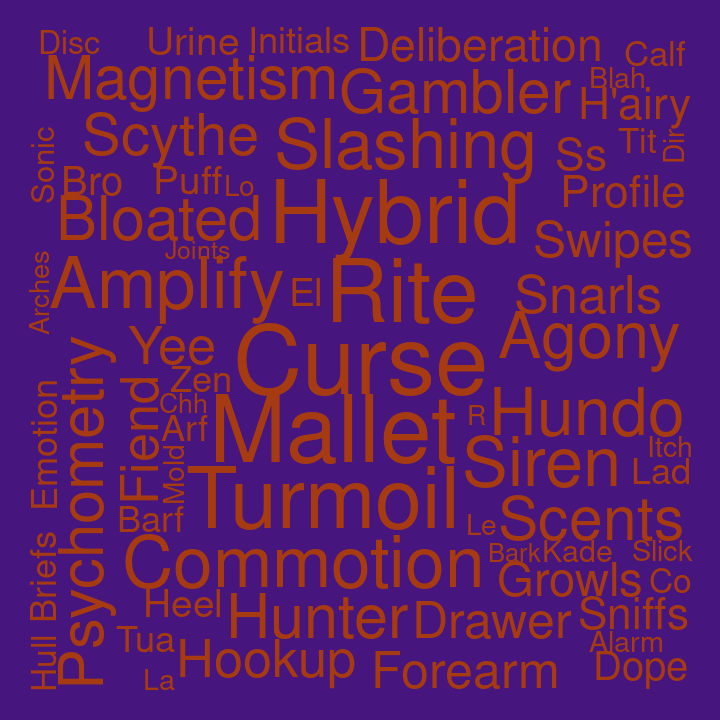 Disc
Urine
Initials
Deliberation
Calf
Magnetism
Gambler
Blah
H'airy
Scythe
Slashing
Ss
Tit
Dir
Sonic
Bro
Puff
Lo
Profile
Bloated
Hybrid
Swipes
Joints
Arches
Amplify
El
Rite
Snarls
Agony
Yee
Curse
Zen
Chh
Fiend
Psychometry
Emotion
Arf
Mallet
R
Hundo
Itch
Mold
Siren
Lad
Turmoil
Barf
Le
Scents
Commotion
Bark
Kade
Slick
Briefs
Growls
Co
Heel
Hunter
Drawer
Sniffs
Hull
Tua
Hookup
Alarm
La
Forearm
Dope